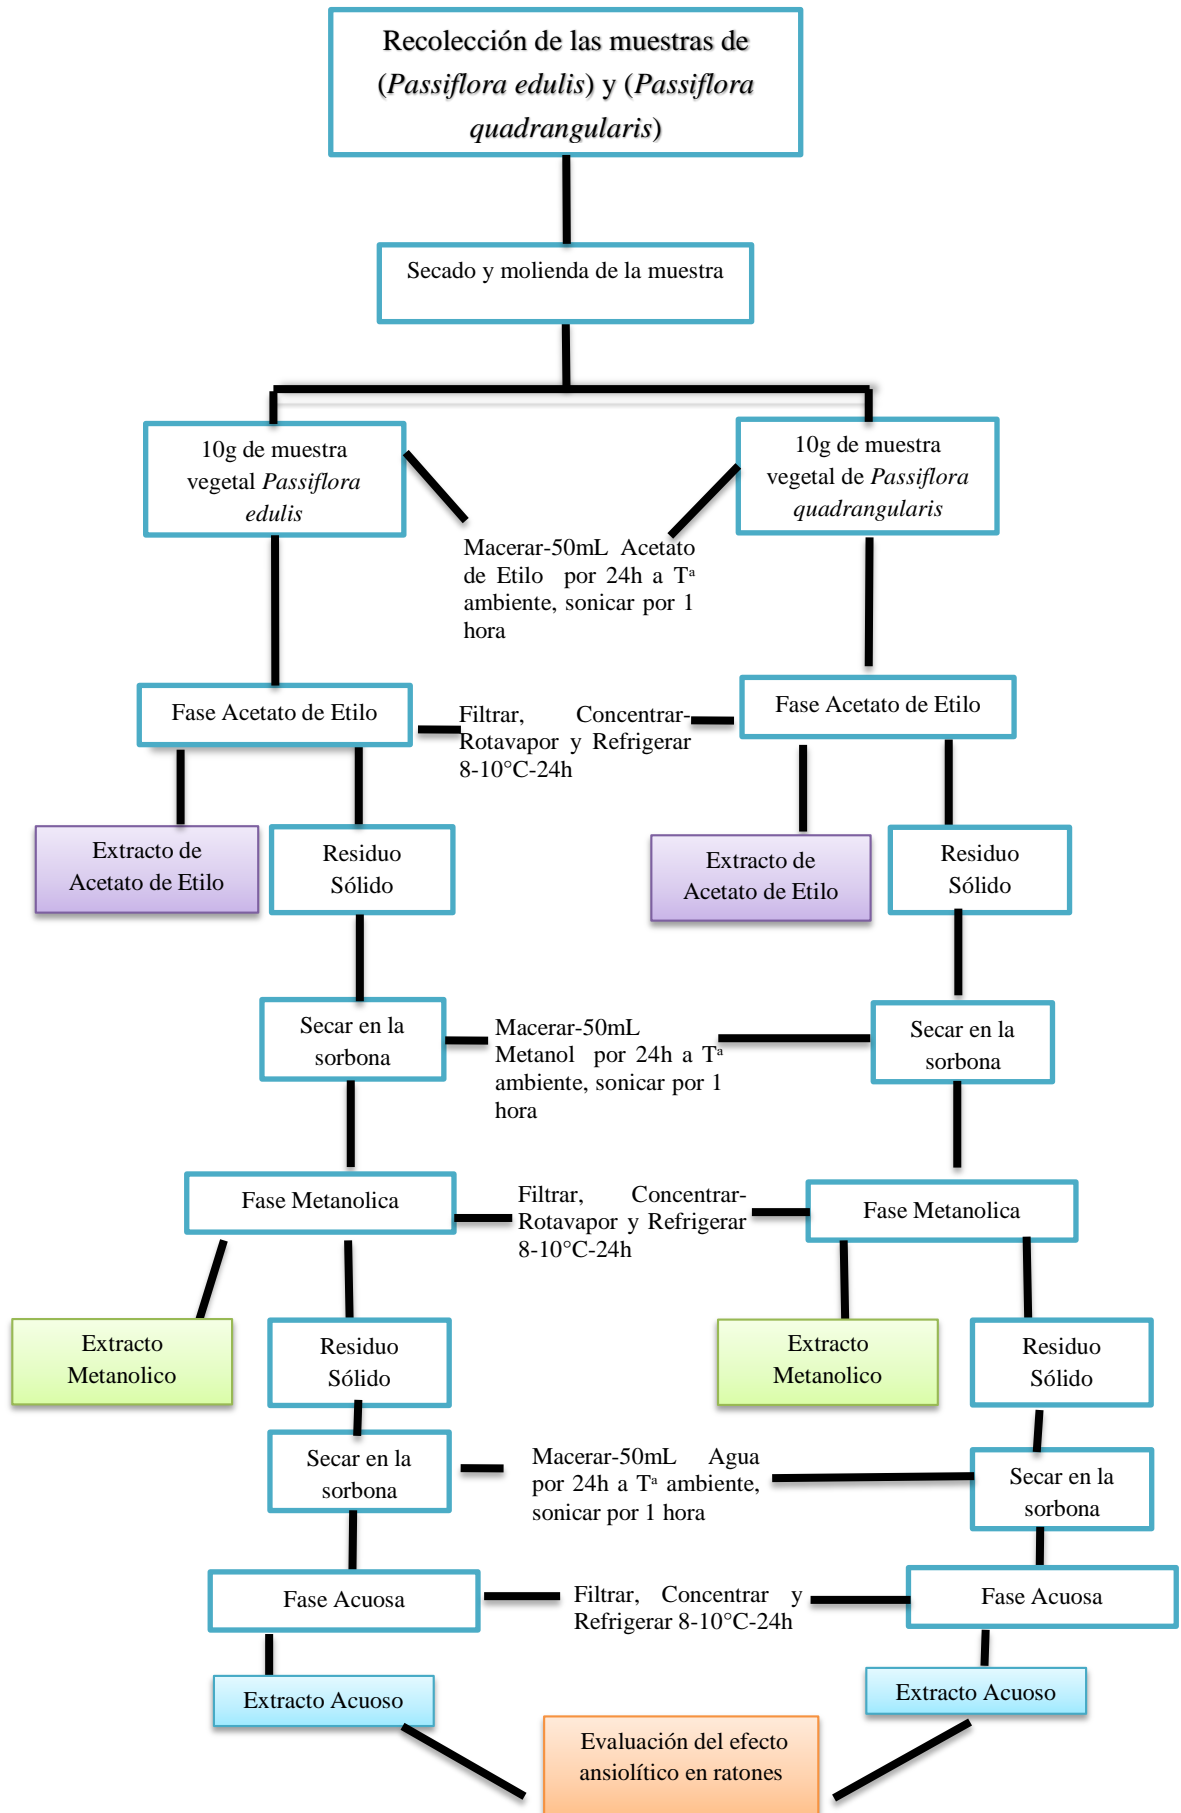 Recolección de las muestras de
(Passiflora edulis) y (Passiflora
quadrangularis)
Secado y molienda de la muestra
10g de muestra
vegetal Passiflora
edulis
10g de muestra
vegetal de Passiflora
quadrangularis
Macerar-50mL Acetato
de Etilo por 24h a Tª
ambiente, sonicar por 1
hora
Fase Acetato de Etilo
Filtrar, Concentrar-
Rotavapor y Refrigerar
8-10°C-24h
Fase Acetato de Etilo
Extracto de
Acetato de Etilo
Residuo
Sólido
Extracto de
Acetato de Etilo
Residuo
Sólido
Secar en la
sorbona
Macerar-50mL
Metanol por 24h a Tª
ambiente, sonicar por 1
hora
Secar en la
sorbona
Fase Metanolica
Filtrar, Concentrar-
Rotavapor y Refrigerar
8-10°C-24h
Fase Metanolica
Extracto
Metanolico
Residuo
Sólido
Extracto
Metanolico
Residuo
Sólido
Secar en la
sorbona
Macerar-50mL Agua
por 24h a Tª ambiente,
sonicar por 1 hora
Secar en la
sorbona
Fase Acuosa
Filtrar, Concentrar y
Refrigerar 8-10°C-24h
Fase Acuosa
Extracto Acuoso
Extracto Acuoso
Evaluación del efecto
ansiolítico en ratones